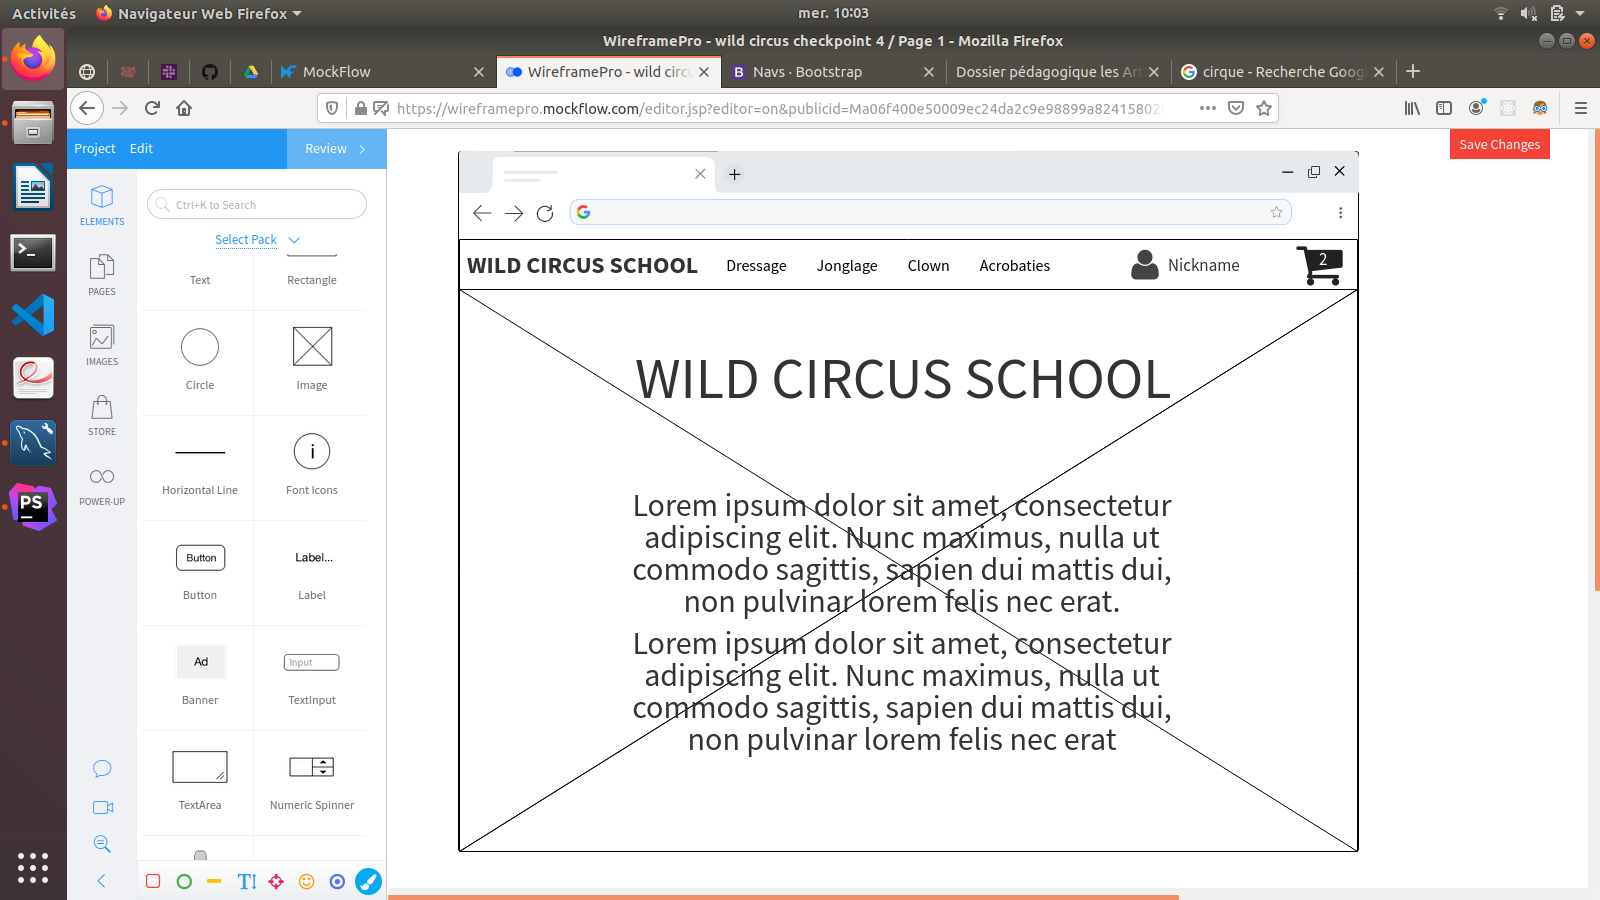 Activités
Navigateur Web Firefox
mer. 10:03
WireframePro - wild circus checkpoint 4 / Page 1 - Mozilla Firefox
MockFlow
WireframePro - wild circ
B Navs · Bootstrap
Dossier pédagogique les Art
cirque - Recherche Goog
https://wireframepro.mockflow.com/editor.jsp?editor=on&publicid=Ma06f400e50009ec24da2c9e98899a8241580
Project
Edit
Review
Save Changes
ELEMENTS
PAGES
IMAGES
STORE
POWER-UP
Ctrl+K to Search
Select Pack
Text
Rectangle
Circle
Image
Horizontal Line
i
Font Icons
Button
Button
Label...
Label
Ad
Banner
Input
TextInput
TextArea
Numeric Spinner
T
PS
WILD CIRCUS SCHOOL
Dressage
Jonglage
Clown
Acrobaties
Nickname
2
WILD CIRCUS SCHOOL
Lorem ipsum dolor sit amet, consectetur
adipiscing elit. Nunc maximus, nulla ut
commodo sagittis, sapien dui mattis dui,
non pulvinar lorem felis nec erat.
Lorem ipsum dolor sit amet, consectetur
adipiscing elit. Nunc maximus, nulla ut
commodo sagittis, sapien dui mattis dui,
non pulvinar lorem felis nec erat